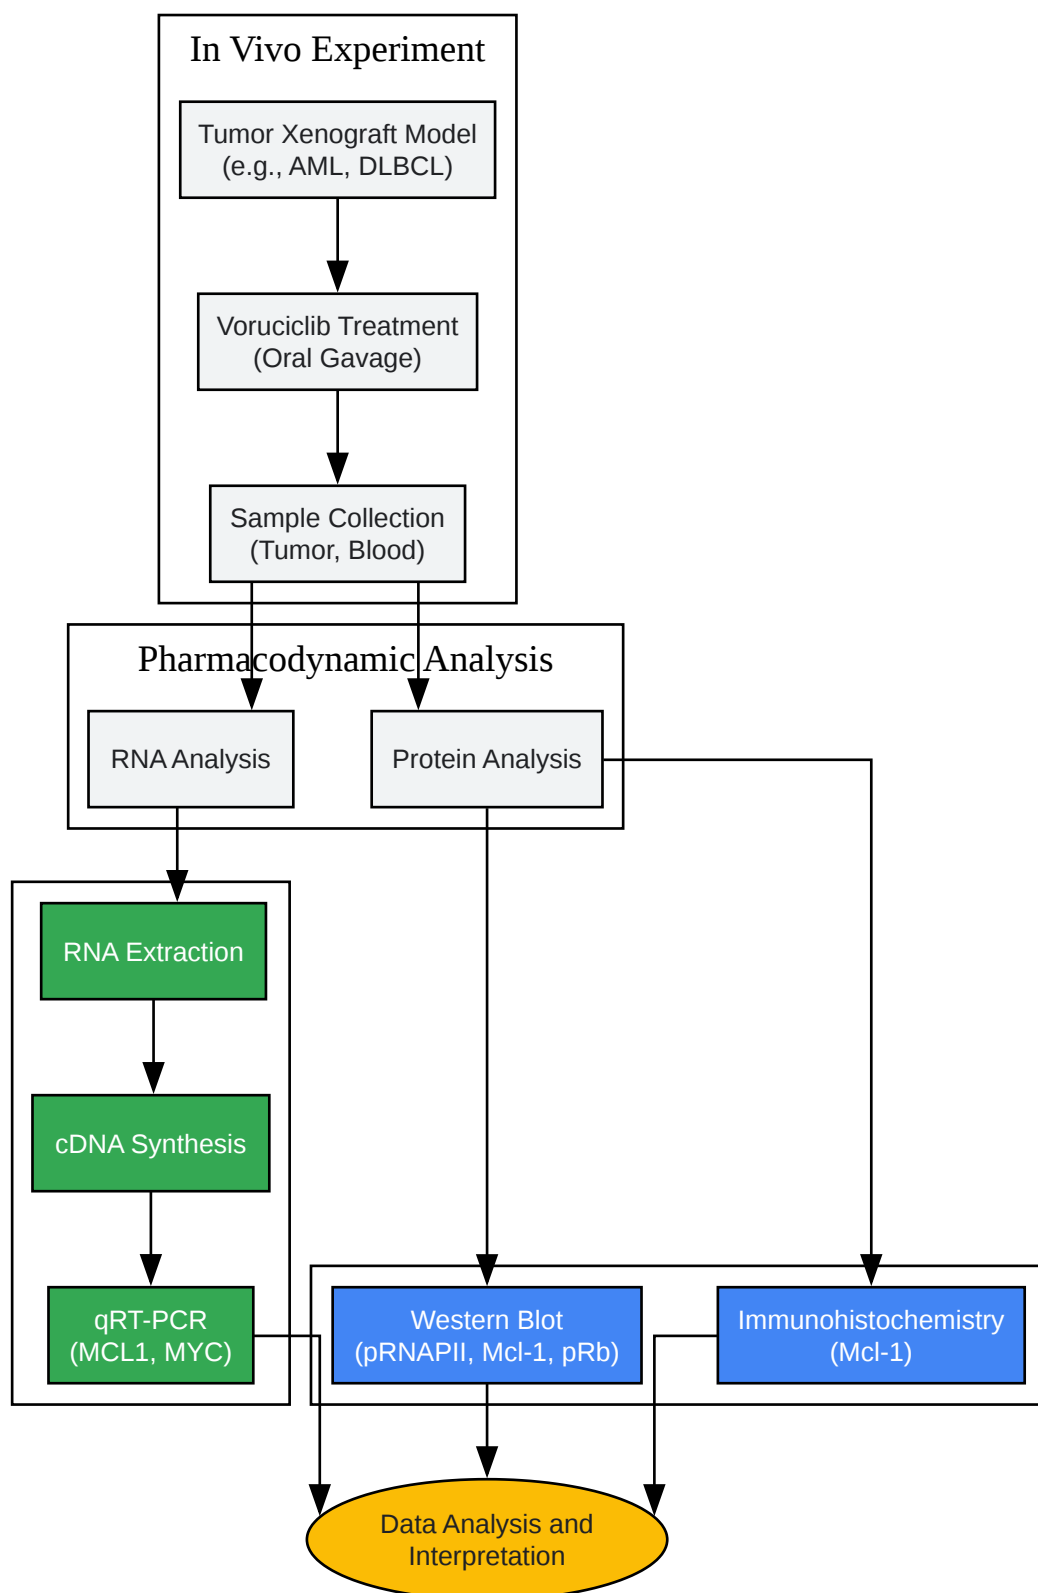 In Vivo Experiment
Tumor Xenograft Model
(e.g., AML, DLBCL)
Voruciclib Treatment
(Oral Gavage)
Sample Collection
(Tumor, Blood)
Pharmacodynamic Analysis
RNA Analysis
Protein Analysis
RNA Extraction
cDNA Synthesis
qRT-PCR
(MCL1, MYC)
Western Blot
(pRNAPII, Mcl-1, pRb)
Immunohistochemistry
(Mcl-1)
Data Analysis and
Interpretation